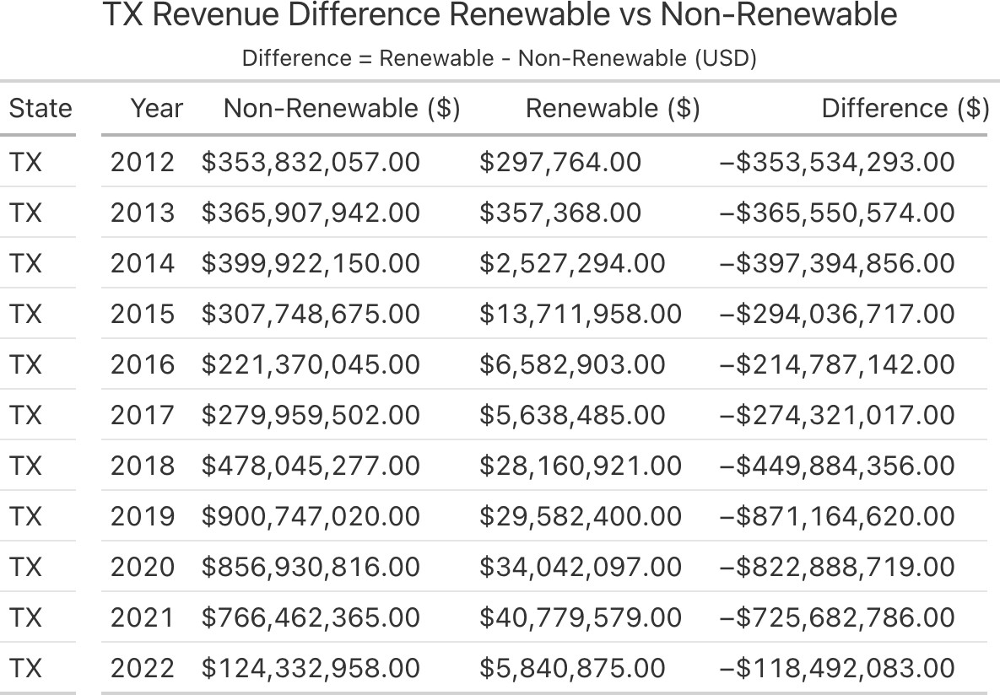 TX Revenue Difference Renewable vs Non-Renewable
Difference = Renewable - Non-Renewable (USD)
State Year Non-Renewable ($) Renewable ($) Difference ($)
TX 2012 $353,832,057.00 $297,764.00 −$353,534,293.00
TX 2013 $365,907,942.00 $357,368.00 −$365,550,574.00
TX 2014 $399,922,150.00 $2,527,294.00 −$397,394,856.00
TX 2015 $307,748,675.00 $13,711,958.00 −$294,036,717.00
TX 2016 $221,370,045.00 $6,582,903.00 −$214,787,142.00
TX 2017 $279,959,502.00 $5,638,485.00 −$274,321,017.00
TX 2018 $478,045,277.00 $28,160,921.00 −$449,884,356.00
TX 2019 $900,747,020.00 $29,582,400.00 −$871,164,620.00
TX 2020 $856,930,816.00 $34,042,097.00 −$822,888,719.00
TX 2021 $766,462,365.00 $40,779,579.00 −$725,682,786.00
TX 2022 $124,332,958.00 $5,840,875.00 −$118,492,083.00